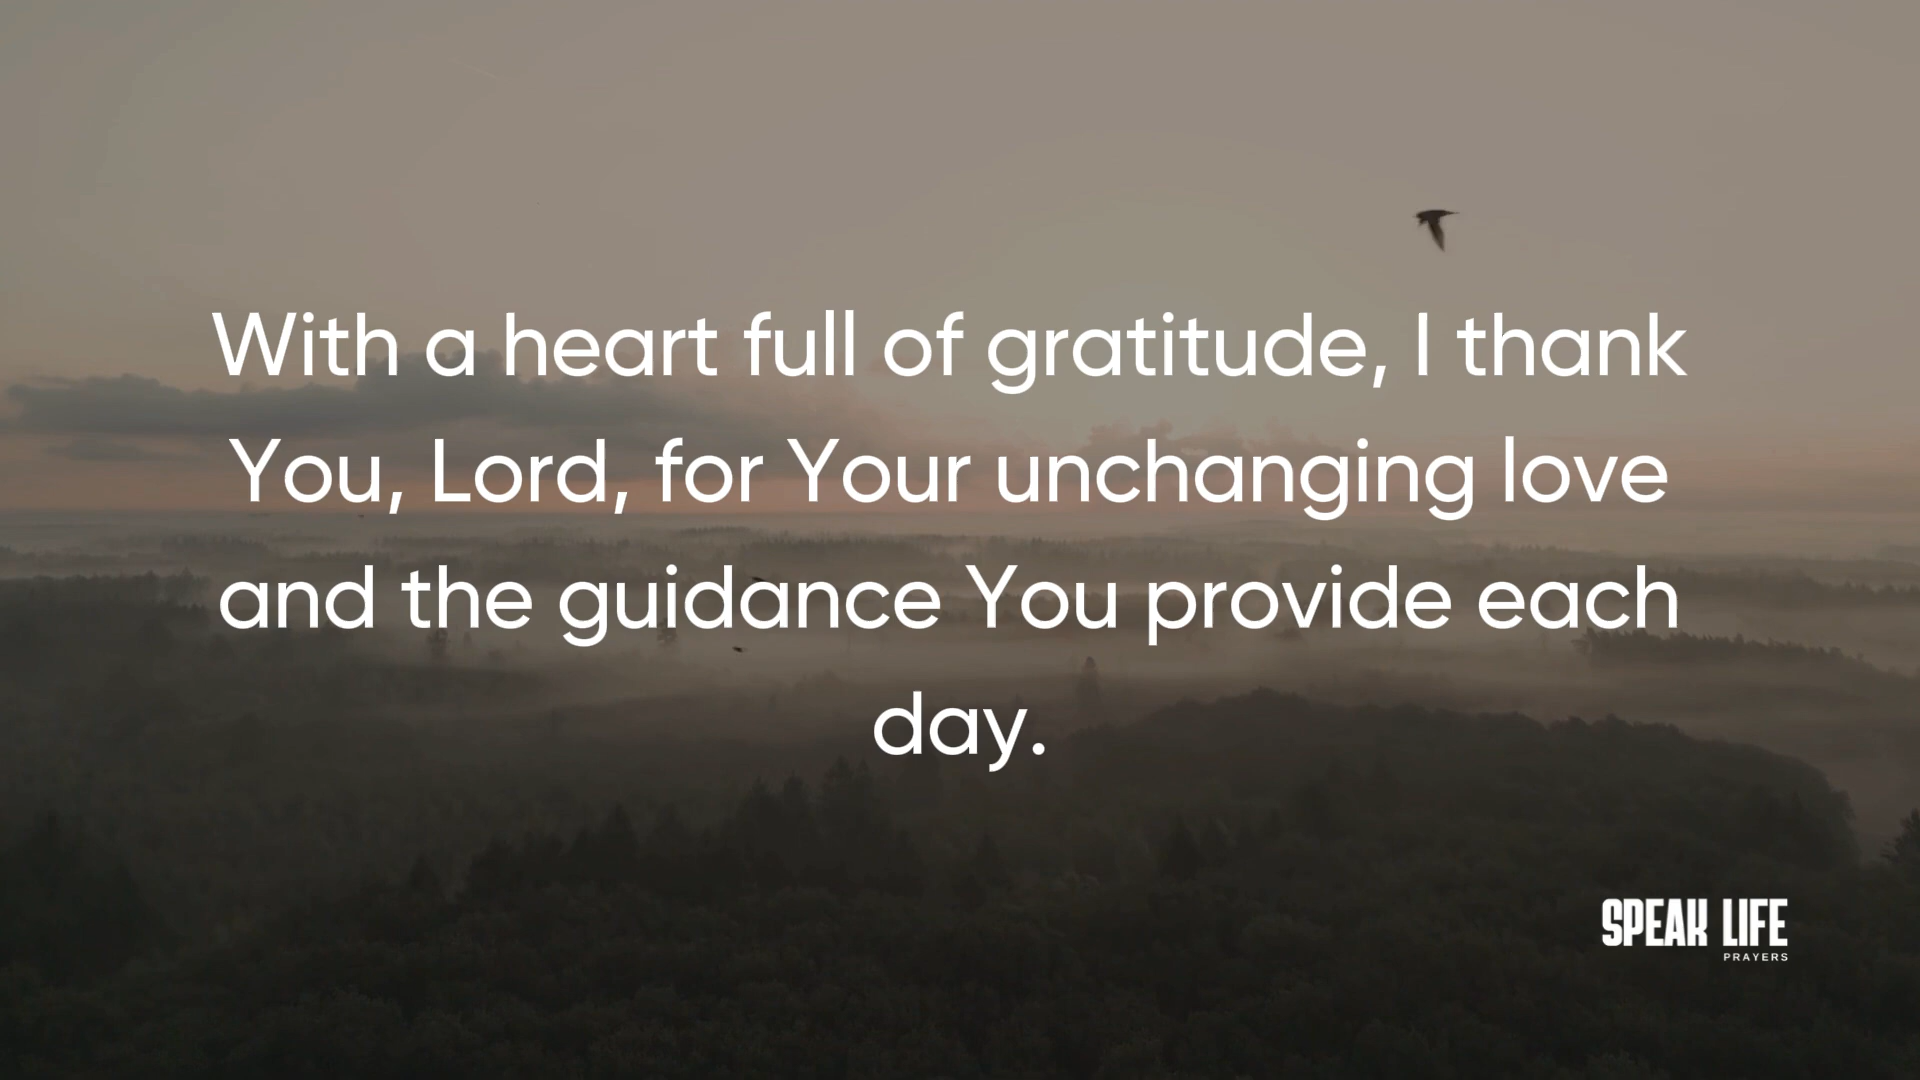 With a heart full of gratitude, I thank
You, Lord, for Your unchanging love
and the guidance You provide each
day.
SPEAK LIFE
PRAYERS